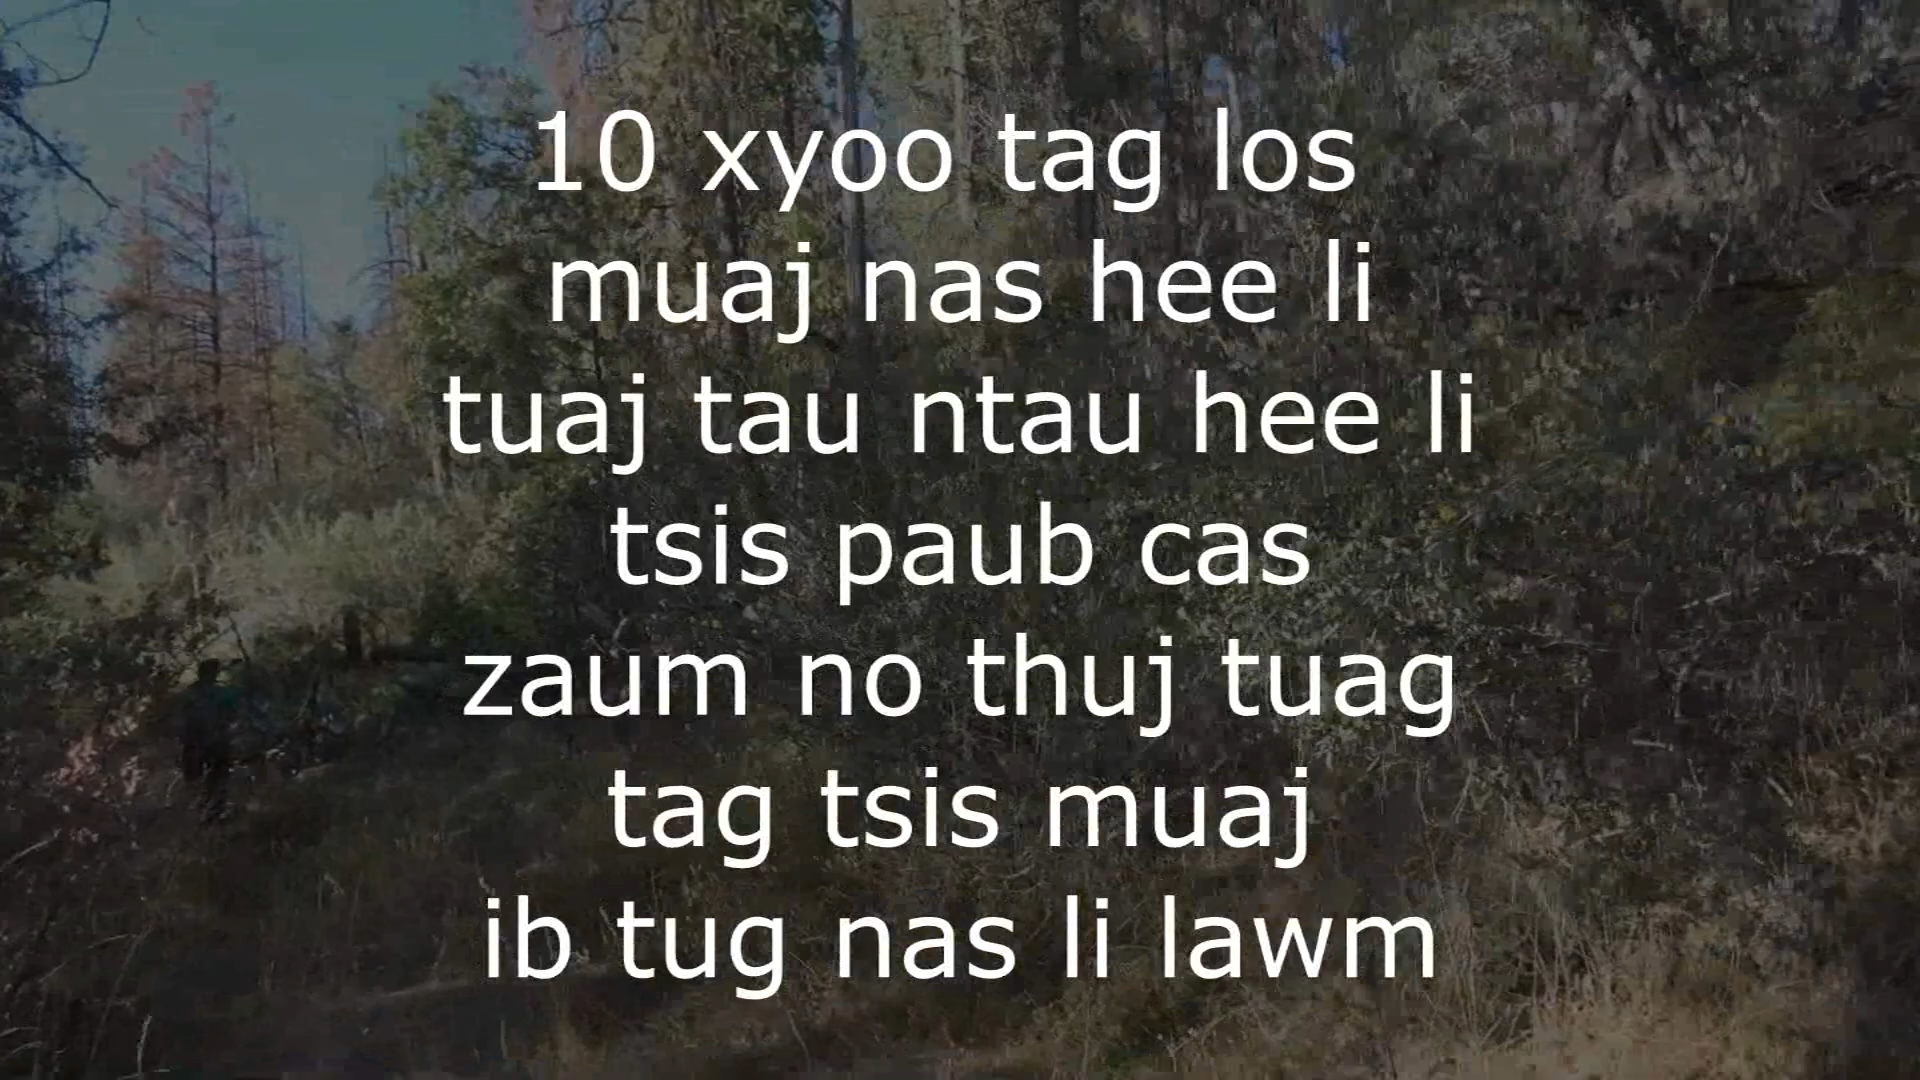 10 xyoo tag los
muaj nas hee li
tuaj tau ntau hee li
tsis paub cas
zaum no thuj tuag
tag tsis muaj
ib tug nas li lawm